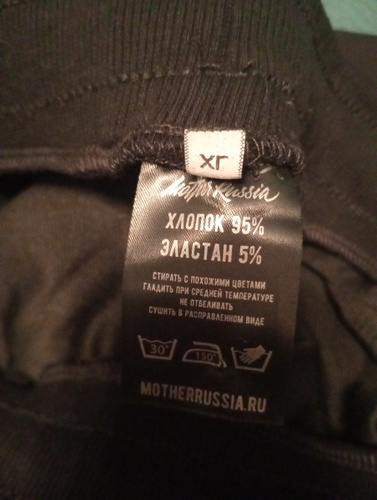 XL
Mother Russia
ХЛОПОК 95%
ЭЛАСТАН 5%
СТИРАТЬ С ПОХОЖИМИ ЦВЕТАМИ
ГЛАДИТЬ ПРИ СРЕДНЕЙ ТЕМПЕРАТУРЕ
НЕ ОТБЕЛИВАТЬ
СУШИТЬ В РАСПРАВЛЕННОМ ВИДЕ
30° 150°
MOTHERRUSSIA.RU